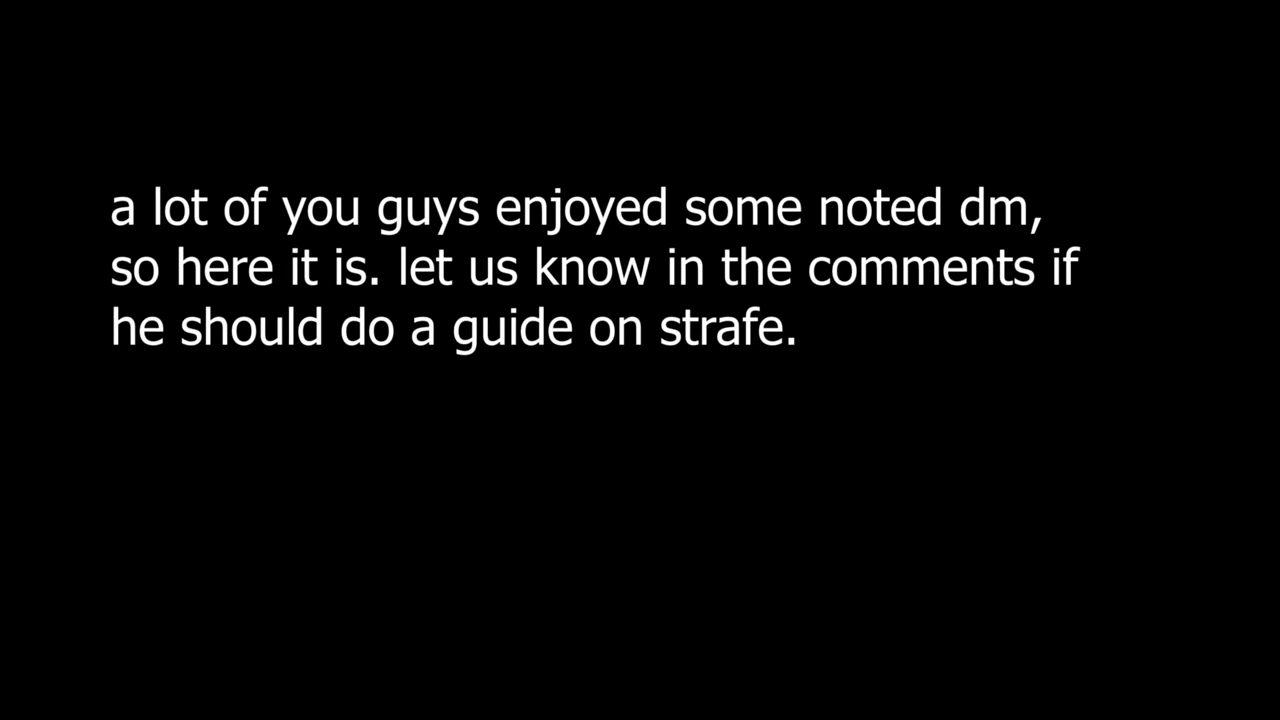 a lot of you guys enjoyed some noted dm,
so here it is. let us know in the comments if
he should do a guide on strafe.